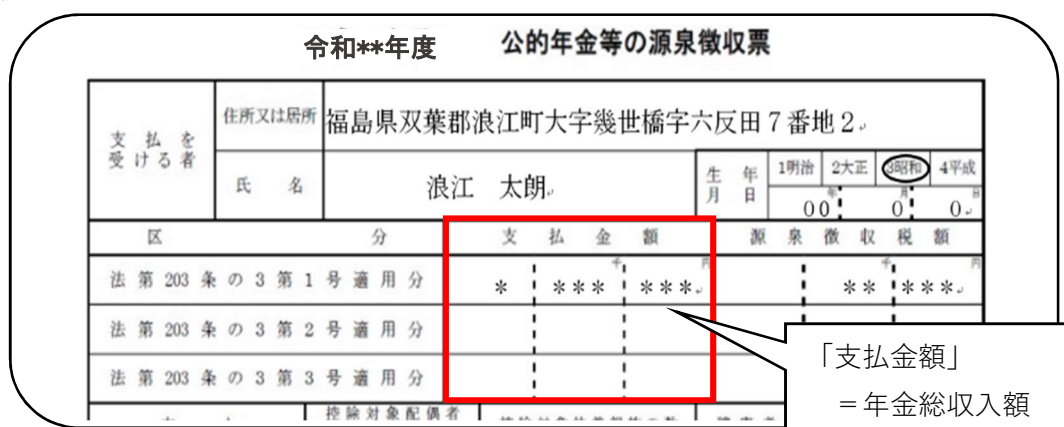 令和**年度 公的年金等の源泉徴収票
支払を受ける者
住所又は居所 福島県双葉郡浪江町大字幾世橋字六反田7番地2
氏名 浪江 太朗
生年月日 1明治 2大正 3昭和 4平成
年 月 日
00 0 0
区分 支払金額 源泉徴収税額
千 円 千 円
法第203条の3第1号適用分 * *** *** ** ***
法第203条の3第2号適用分
法第203条の3第3号適用分
控除対象配偶者
「支払金額」
＝年金総収入額